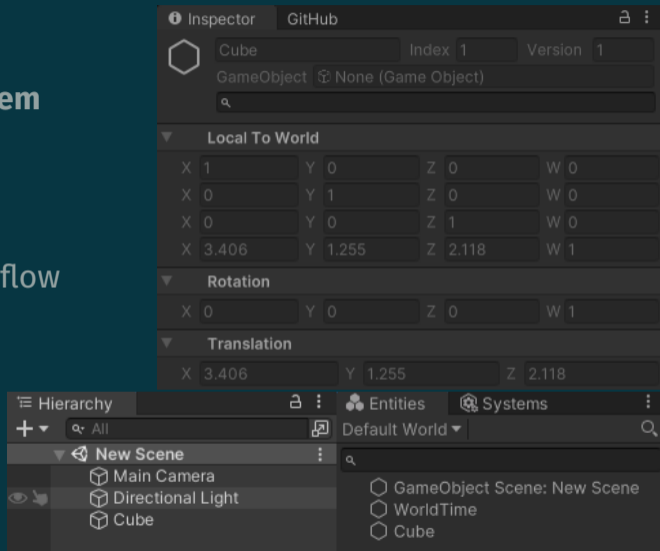 em
flow
Inspector GitHub
Cube Index 1 Version 1
GameObject None (Game Object)
Local To World
X 1 Y 0 Z 0 W 0
X 0 Y 1 Z 0 W 0
X 0 Y 0 Z 1 W 0
X 3.406 Y 1.255 Z 2.118 W 1
Rotation
X 0 Y 0 Z 0 W 1
Translation
X 3.406 Y 1.255 Z 2.118
Hierarchy
All
New Scene
Main Camera
Directional Light
Cube
Entities Systems
Default World
GameObject Scene: New Scene
WorldTime
Cube